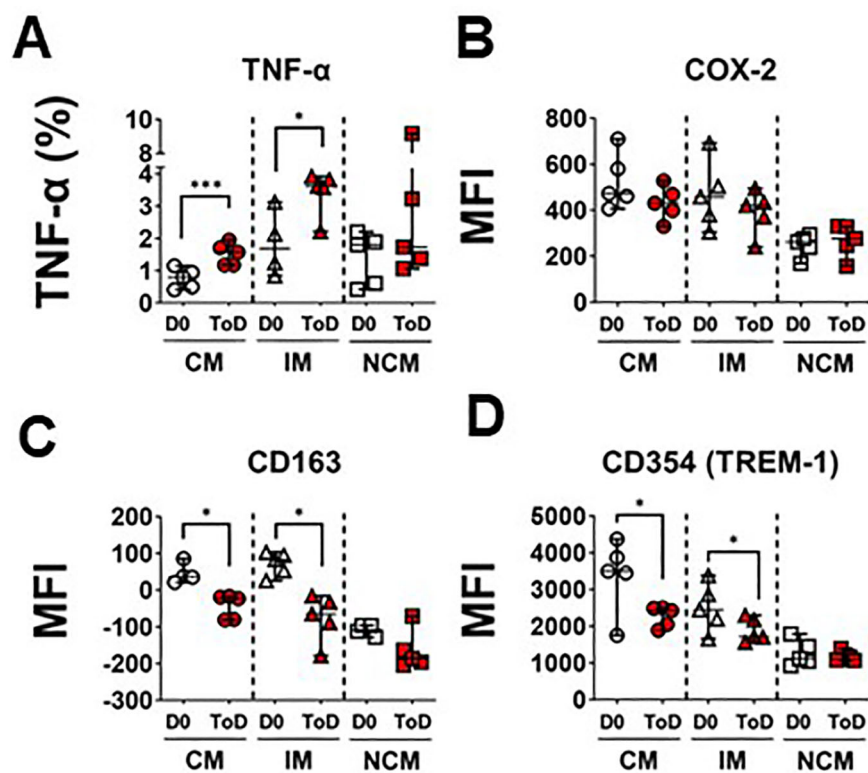 A
TNF-α
TNF-α (%)
10
8
4
3
2
1
0
***
*
D0 ToD D0 ToD D0 ToD
CM IM NCM
B
COX-2
MFI
800
600
400
200
0
D0 ToD D0 ToD D0 ToD
CM IM NCM
C
CD163
MFI
200
100
0
-100
-200
-300
*
*
D0 ToD D0 ToD D0 ToD
CM IM NCM
D
CD354 (TREM-1)
MFI
5000
4000
3000
2000
1000
0
*
*
D0 ToD D0 ToD D0 ToD
CM IM NCM